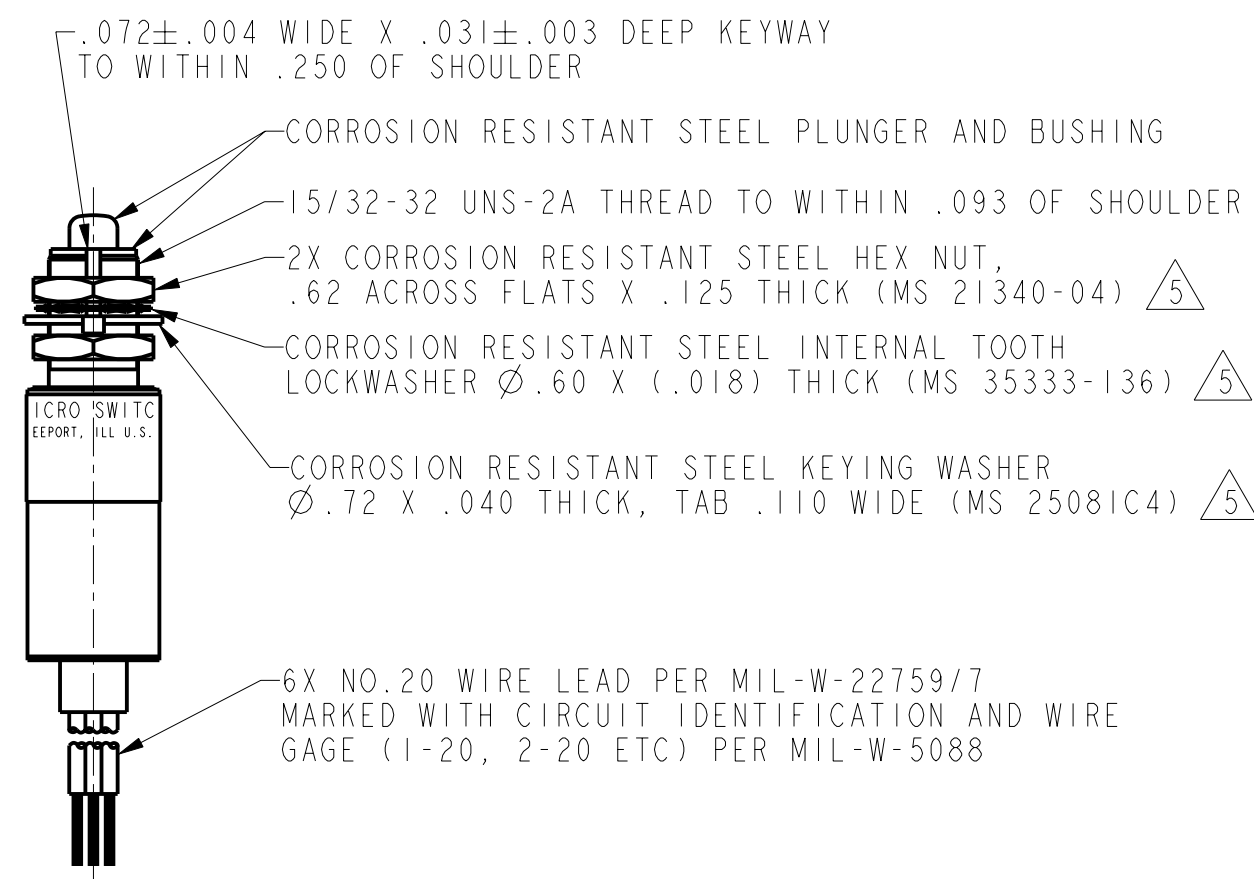 .072±.004 WIDE X .031±.003 DEEP KEYWAY
TO WITHIN .250 OF SHOULDER
CORROSION RESISTANT STEEL PLUNGER AND BUSHING
15/32-32 UNS-2A THREAD TO WITHIN .093 OF SHOULDER
2X CORROSION RESISTANT STEEL HEX NUT,
.62 ACROSS FLATS X .125 THICK (MS 21340-04) 5
CORROSION RESISTANT STEEL INTERNAL TOOTH
LOCKWASHER Ø.60 X (.018) THICK (MS 35333-136) 5
ICRO SWITC
EEPORT, ILL U.S.
CORROSION RESISTANT STEEL KEYING WASHER
Ø.72 X .040 THICK, TAB .110 WIDE (MS 25081C4) 5
6X NO.20 WIRE LEAD PER MIL-W-22759/7
MARKED WITH CIRCUIT IDENTIFICATION AND WIRE
GAGE (1-20, 2-20 ETC) PER MIL-W-5088